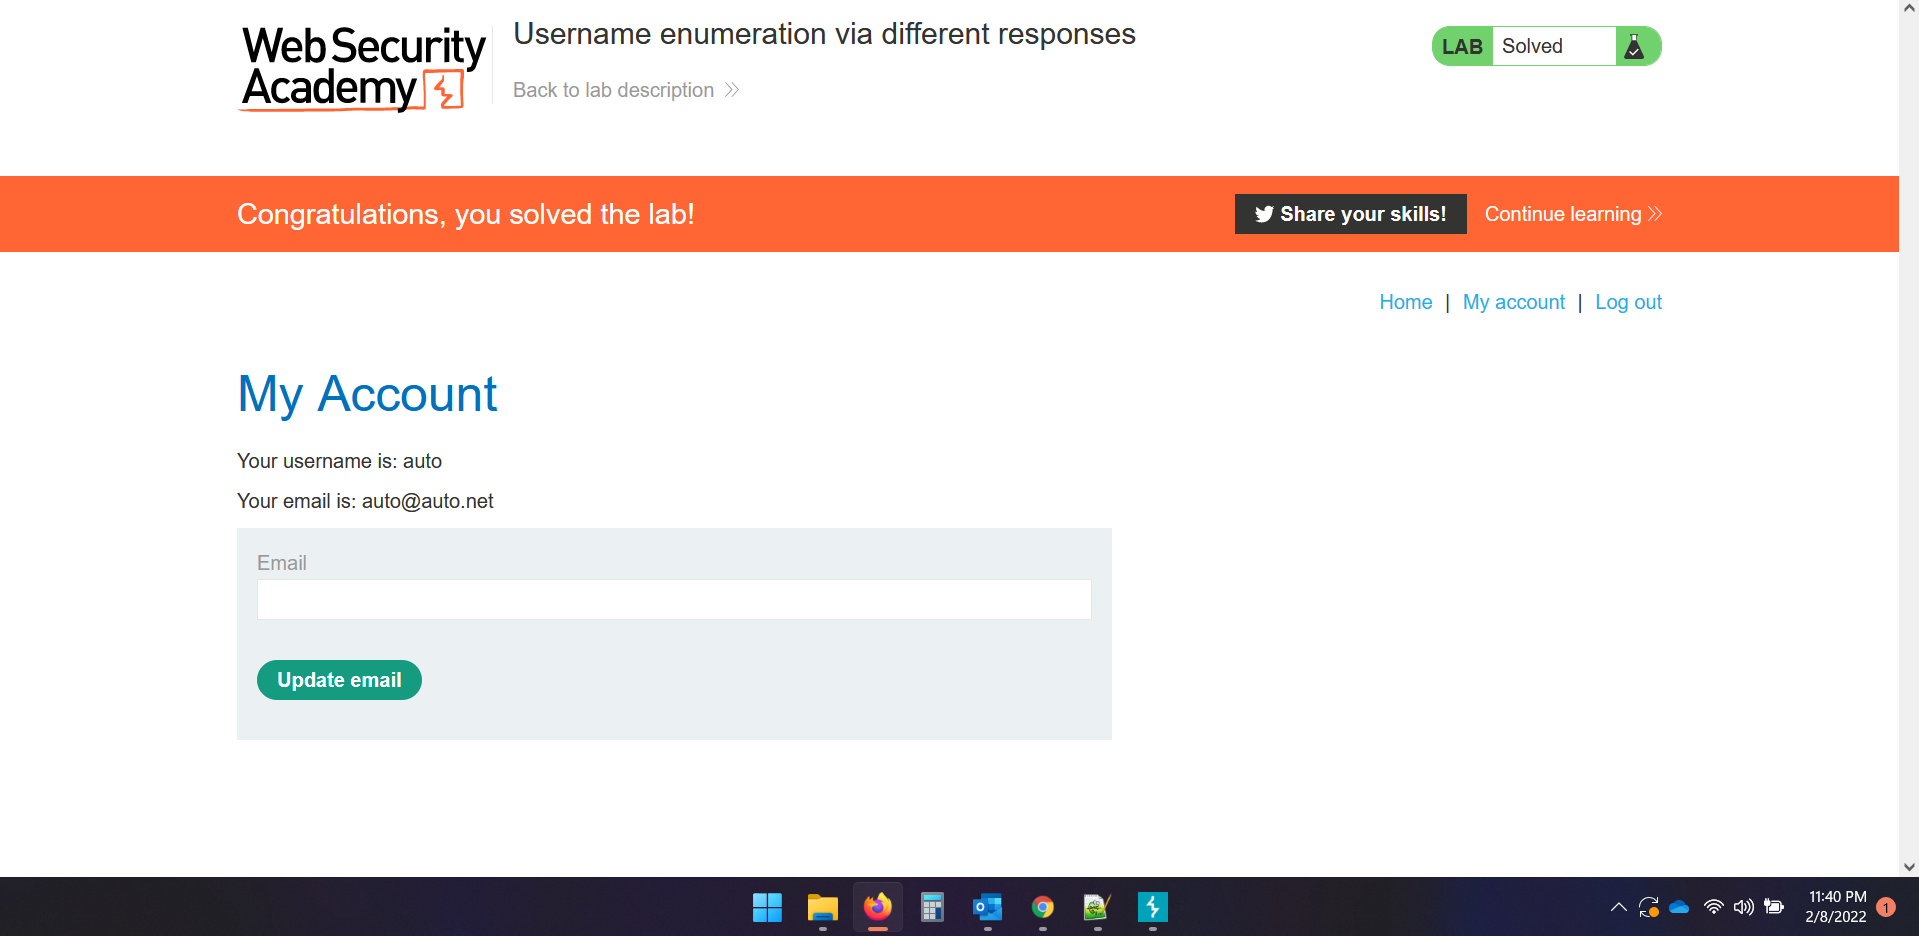 Web Security
Academy
Username enumeration via different responses
Back to lab description
LAB Solved
Congratulations, you solved the lab!
Share your skills!
Continue learning
Home | My account | Log out
My Account
Your username is: auto
Your email is: auto@auto.net
Email
Update email
11:40 PM
2/8/2022
1